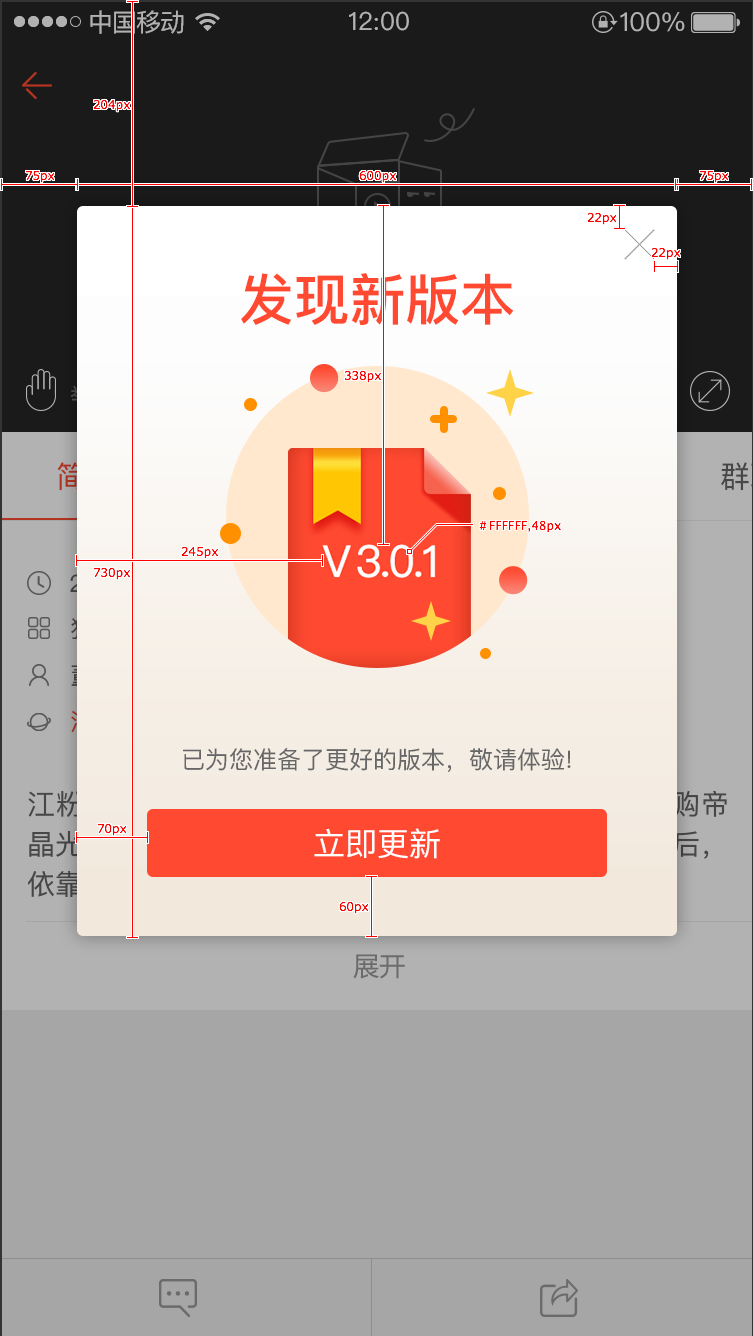 中国移动 12:00 100%
204px
75px 600px 75px
22px
22px
发现新版本
338px
简
群
#FFFFFF,48px
245px
V3.0.1
730px
2
已为您准备了更好的版本，敬请体验!
江粉
购帝
70px
立即更新
晶光
后，
依靠
60px
展开